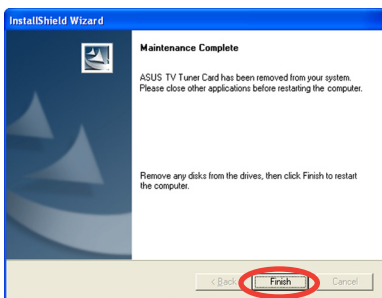 InstallShield Wizard
Maintenance Complete
ASUS TV Tuner Card has been removed from your system.
Please close other applications before restarting the computer.
Remove any disks from the drives, then click Finish to restart
the computer.
< Back
Finish
Cancel